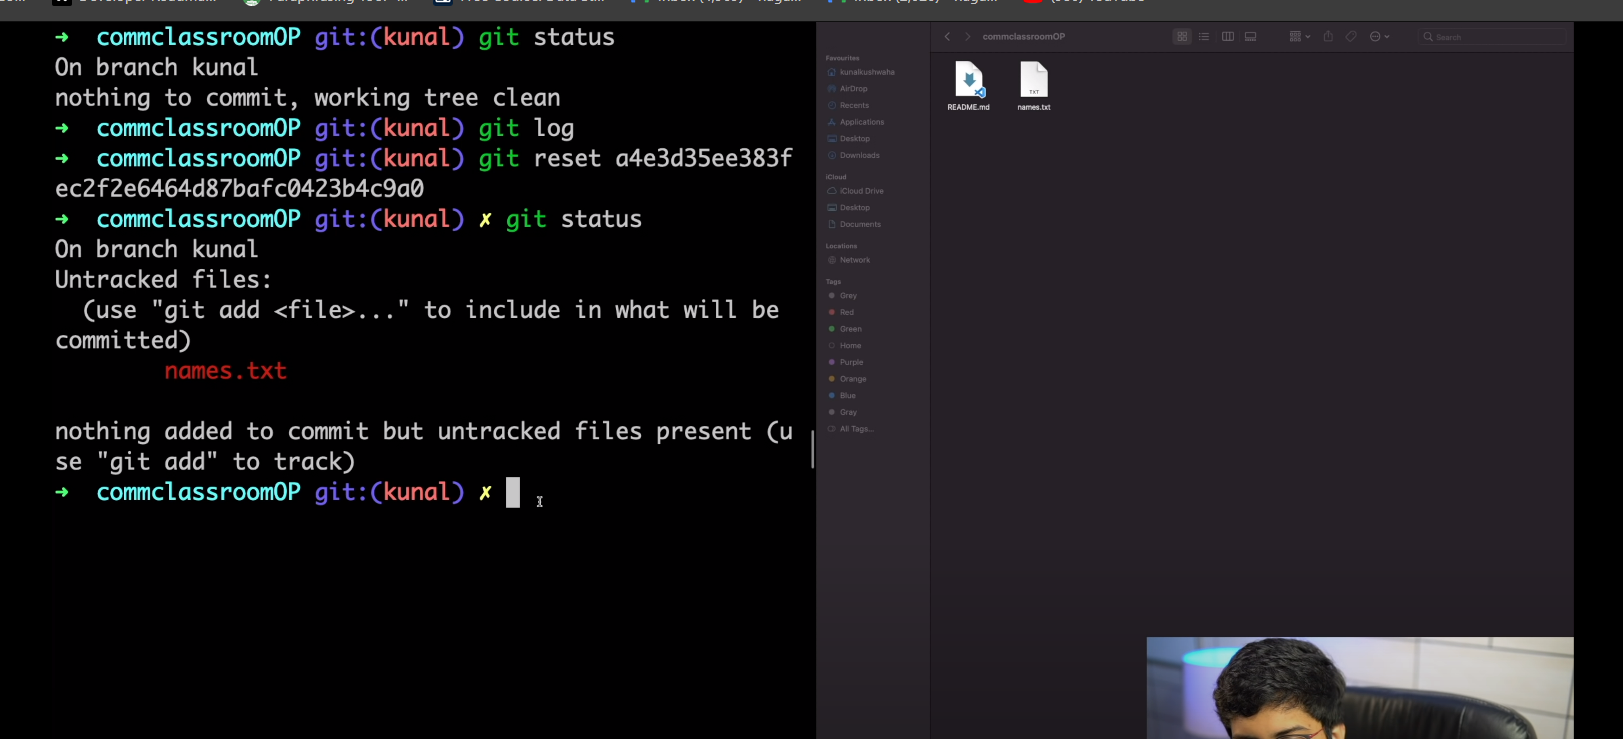 ➜ commclassroomOP git:(kunal) git status
On branch kunal
nothing to commit, working tree clean
➜ commclassroomOP git:(kunal) git log
➜ commclassroomOP git:(kunal) git reset a4e3d35ee383f
ec2f2e6464d87bafc0423b4c9a0
➜ commclassroomOP git:(kunal) ✗ git status
On branch kunal
Untracked files:
(use "git add <file>..." to include in what will be
committed)
names.txt
nothing added to commit but untracked files present (u
se "git add" to track)
➜ commclassroomOP git:(kunal) ✗
commclassroomOP
Search
Favourites
kunalkushwaha
AirDrop
Recents
Applications
Desktop
Downloads
iCloud
iCloud Drive
Desktop
Documents
Locations
Network
Tags
Grey
Red
Green
Home
Purple
Orange
Blue
Gray
All Tags...
README.md
TXT
names.txt